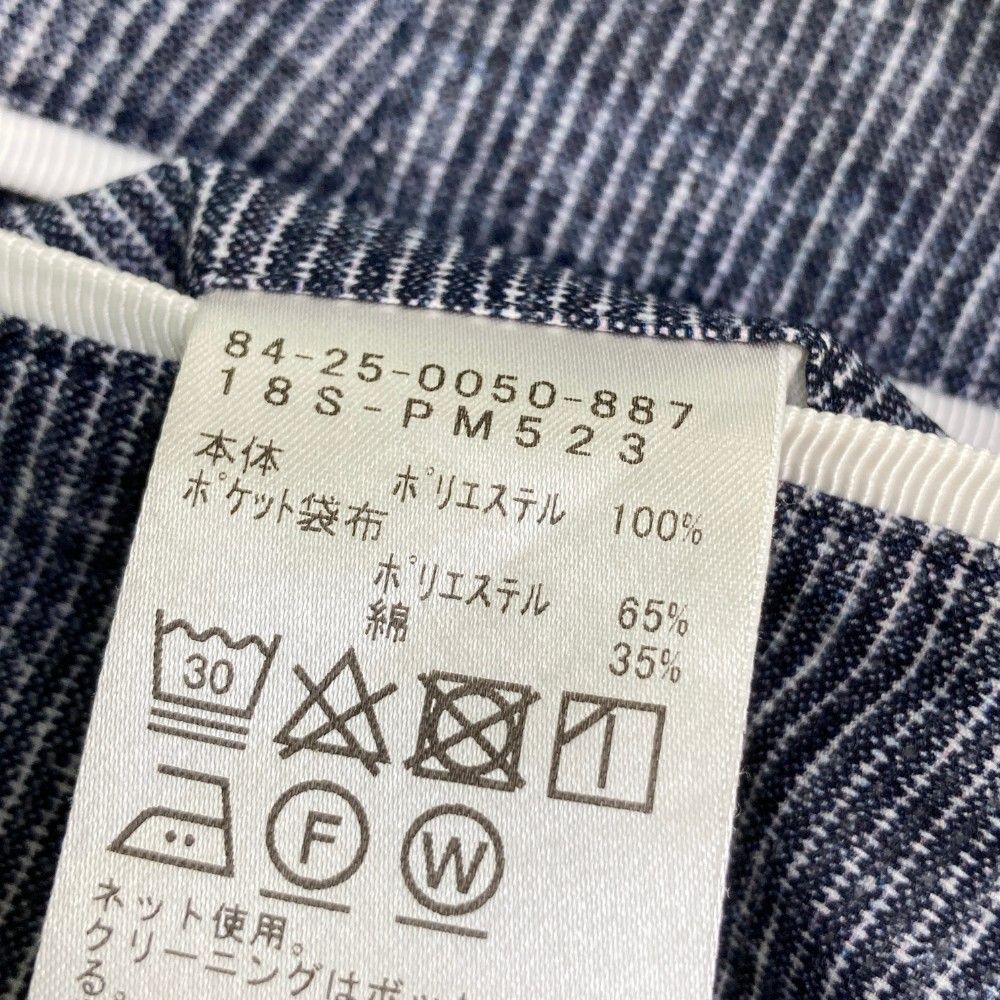 84-25-0050-887
18S-PM523
本体 ポリエステル 100%
ポケット袋布
ポリエステル 65%
綿 35%
30
F W
ネット使用。
クリーニングはボッ
る。